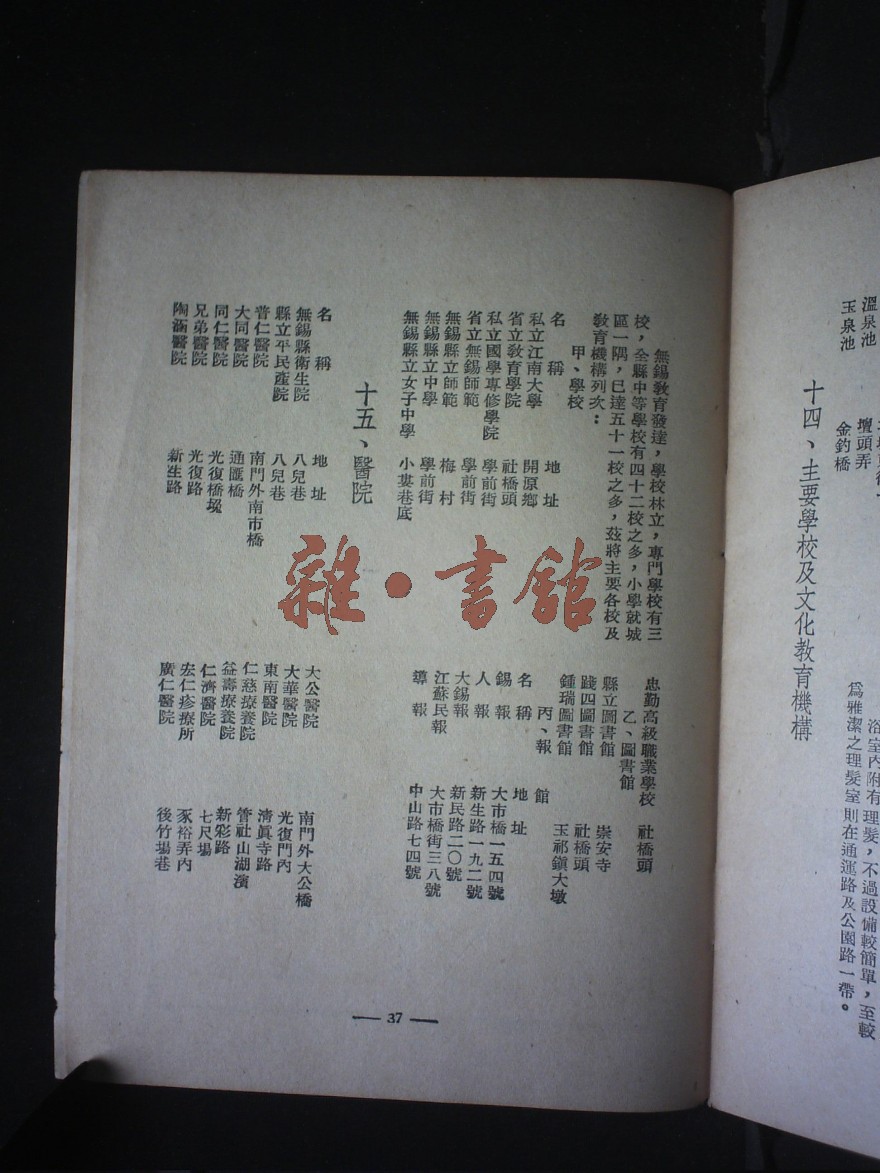 溫泉池
玉泉池
壇頭弄
金釣橋
浴室內附有理髮，不過設備較簡單，至較
爲雅潔之理髮室則在通運路及公園路一帶。
十四、主要學校及文化教育機構
無錫教育發達，學校林立，專門學校有三
校，全縣中等學校有四十二校之多，小學就城
區一隅，已達五十一校之多，茲將主要各校及
教育機構列次：
甲、學校
名稱 地址
私立江南大學 開原鄉
省立教育學院 社橋頭
私立國學專修學院 學前街
省立無錫師範 學前街
無錫縣立師範 梅村
無錫縣立中學 學前街
無錫縣立女子中學 小婁巷底
忠勤高級職業學校 社橋頭
乙、圖書館
縣立圖書館 崇安寺
踐四圖書館 社橋頭
鍾瑞圖書館 玉祁鎮大墩
丙、報館
名稱 地址
錫報 大市橋一五四號
人報 新生路一九二號
大錫報 新民路二〇號
江蘇民報 大市橋街三八號
鐸報 中山路七四號
十五、醫院
名稱 地址
無錫縣衛生院 八兒巷
縣立平民產院 八兒巷
普仁醫院 南門外南市橋
大同醫院 通匯橋
同仁醫院 光復橋堍
兄弟醫院 光復路
陶涵醫院 新生路
大公醫院 南門外大公橋
大華醫院 光復門內
東南醫院 清眞寺路
仁慈療養院 管社山湖濱
益壽療養院 新彩路
仁濟醫院 七尺場
宏仁疹療所 豕裕弄內
廣仁醫院 後竹場巷
— 37 —
雜·書館